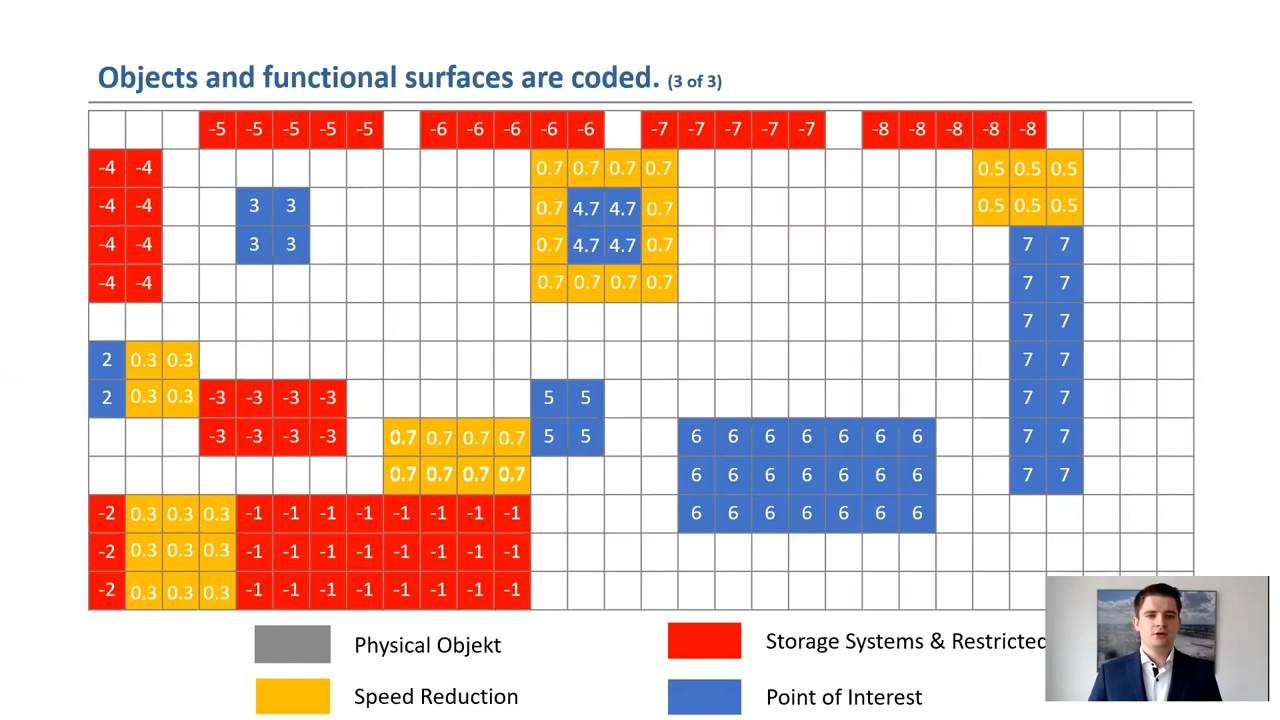 Objects and functional surfaces are coded. (3 of 3)
-5 -5 -5 -5 -5 -6 -6 -6 -6 -6 -7 -7 -7 -7 -7 -8 -8 -8 -8 -8
-4 -4 0.7 0.7 0.7 0.7 0.5 0.5 0.5
-4 -4 3 3 0.7 4.7 4.7 0.7 0.5 0.5 0.5
-4 -4 3 3 0.7 4.7 4.7 0.7 7 7
-4 -4 0.7 0.7 0.7 0.7 7 7
7 7
2 0.3 0.3 7 7
2 0.3 0.3 -3 -3 -3 -3 5 5 7 7
-3 -3 -3 -3 0.7 0.7 0.7 0.7 5 5 6 6 6 6 6 6 6 7 7
0.7 0.7 0.7 0.7 6 6 6 6 6 6 6 7 7
-2 0.3 0.3 0.3 -1 -1 -1 -1 -1 -1 -1 -1 6 6 6 6 6 6 6
-2 0.3 0.3 0.3 -1 -1 -1 -1 -1 -1 -1 -1
-2 0.3 0.3 0.3 -1 -1 -1 -1 -1 -1 -1 -1
Physical Objekt
Storage Systems & Restricted
Speed Reduction
Point of Interest